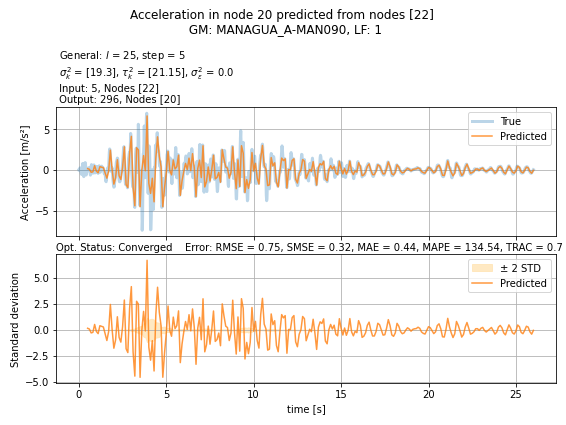 Acceleration in node 20 predicted from nodes [22]
GM: MANAGUA_A-MAN090, LF: 1
General: l = 25, step = 5
σ²ₖ = [19.3], τ²ₖ = [21.15], σ²ε = 0.0
Input: 5, Nodes [22]
Output: 296, Nodes [20]
Acceleration [m/s²]
5
0
−5
True
Predicted
Opt. Status: Converged    Error: RMSE = 0.75, SMSE = 0.32, MAE = 0.44, MAPE = 134.54, TRAC = 0.7
Standard deviation
5.0
2.5
0.0
−2.5
−5.0
± 2 STD
Predicted
0 5 10 15 20 25
time [s]